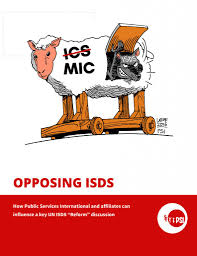 ICS
MIC
OPPOSING ISDS
How Public Services International and affiliates can
influence a key UN ISDS "Reform" discussion
PSI